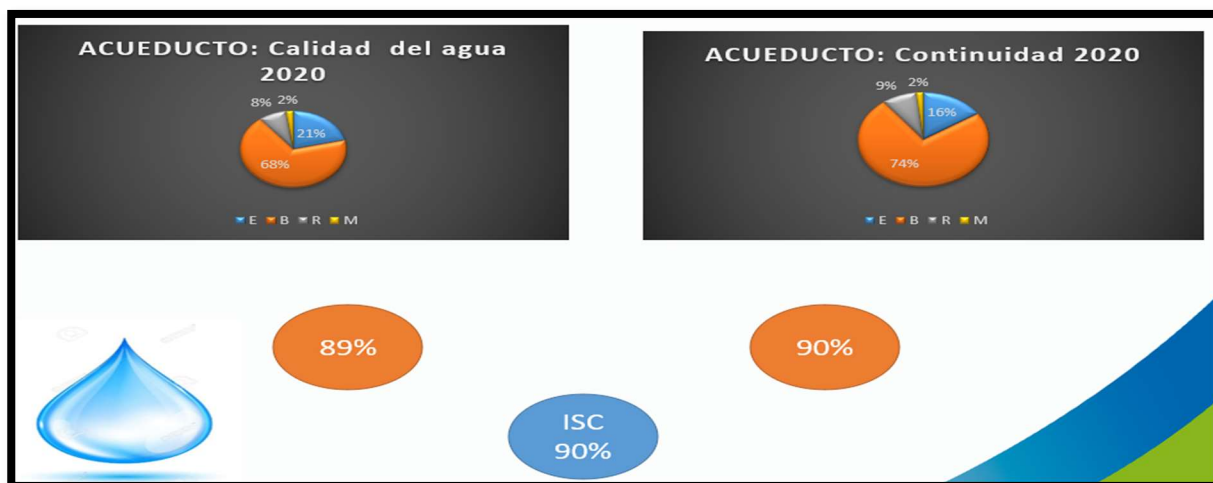 ACUEDUCTO: Calidad del agua
2020
8%
2%
21%
68%
E B R M
ACUEDUCTO: Continuidad 2020
9%
2%
16%
74%
E B R M
89%
90%
ISC
90%